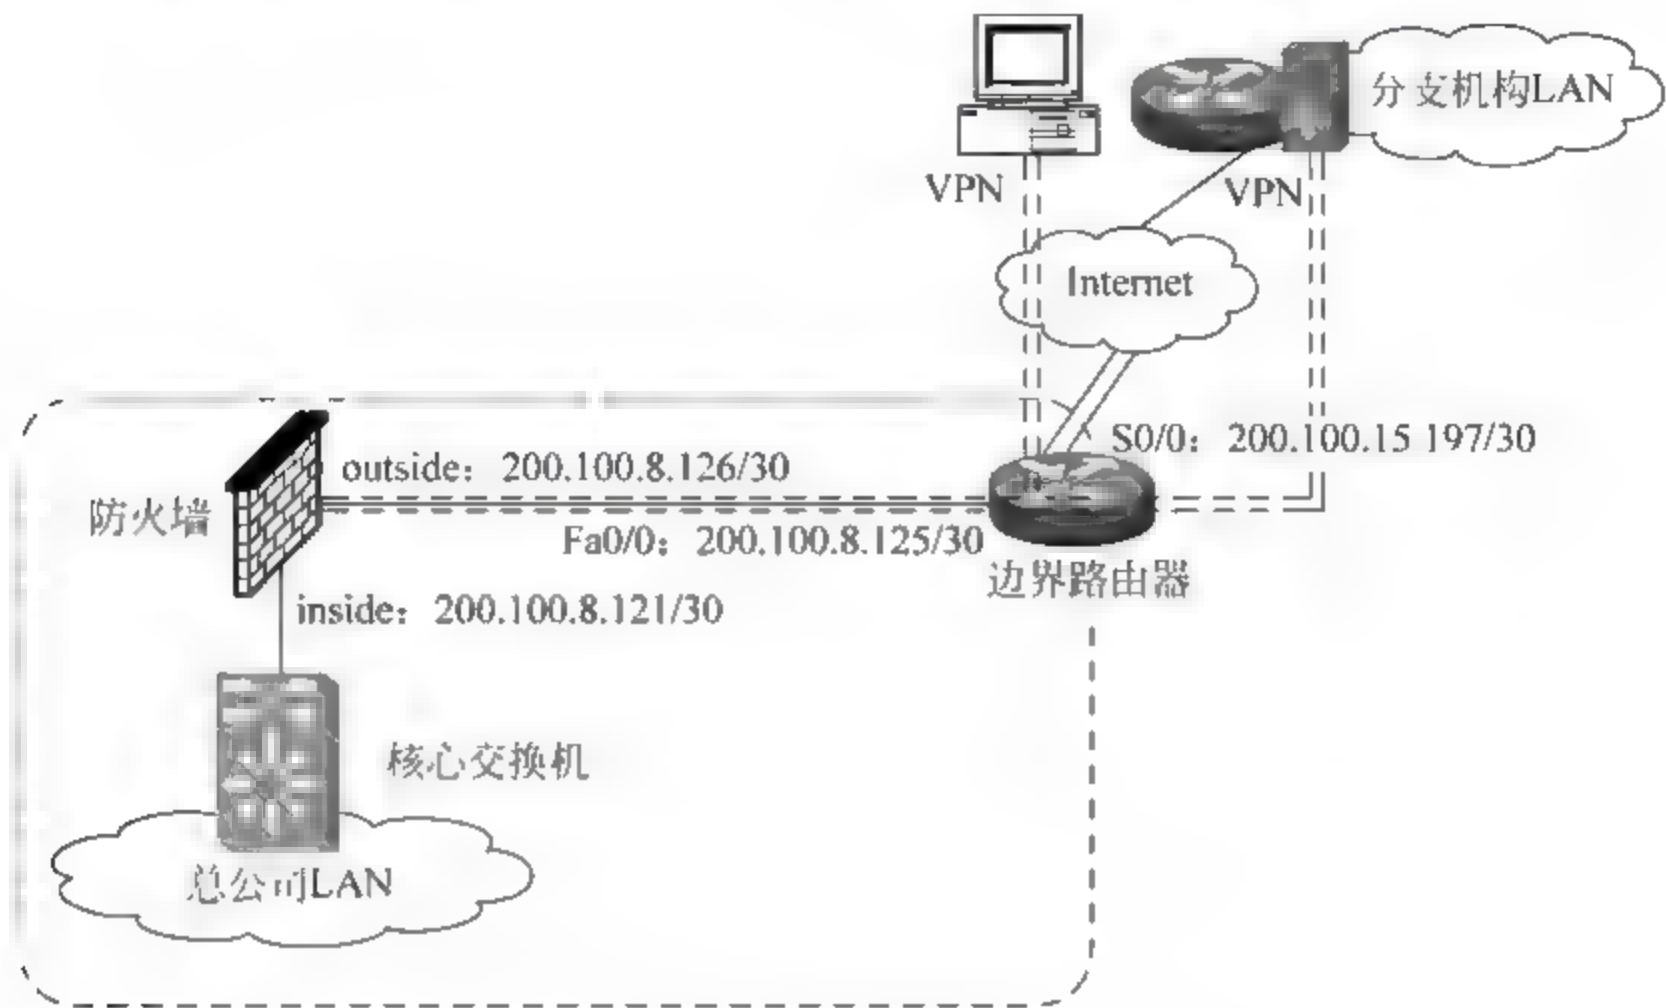 分支机构LAN
VPN
VPN
Internet
S0/0：200.100.15 197/30
outside：200.100.8.126/30
防火墙
Fa0/0：200.100.8.125/30
边界路由器
inside：200.100.8.121/30
核心交换机
总公司LAN